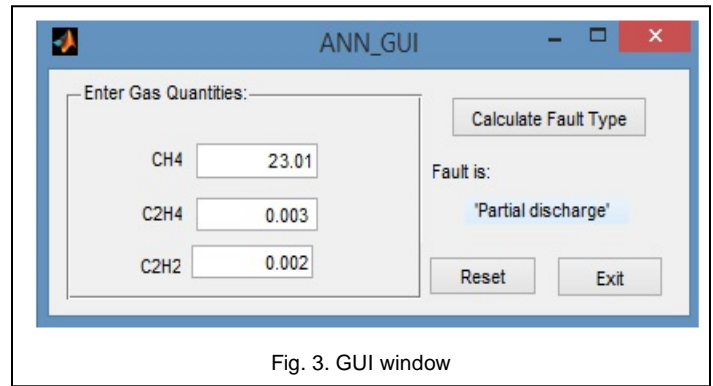 ANN_GUI
Enter Gas Quantities:
CH4 23.01
C2H4 0.003
C2H2 0.002
Calculate Fault Type
Fault is:
'Partial discharge'
Reset Exit
Fig. 3. GUI window